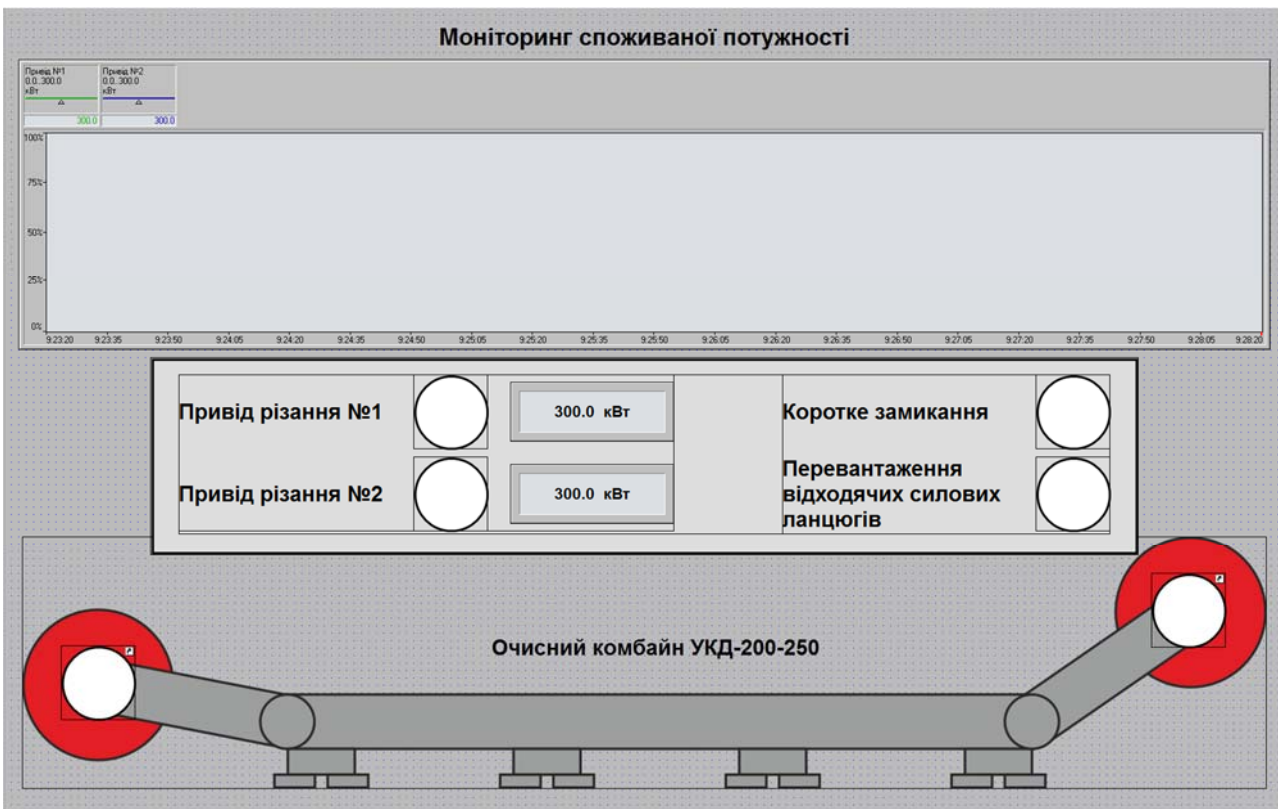 Моніторинг споживаної потужності
Привід №1
0.0..300.0
кВт
300.0
Привід №2
0.0..300.0
кВт
300.0
100%
75%
50%
25%
0%
9:23:20 9:23:35 9:23:50 9:24:05 9:24:20 9:24:35 9:24:50 9:25:05 9:25:20 9:25:35 9:25:50 9:26:05 9:26:20 9:26:35 9:26:50 9:27:05 9:27:20 9:27:35 9:27:50 9:28:05 9:28:20
Привід різання №1
300.0 кВт
Коротке замикання
Привід різання №2
300.0 кВт
Перевантаження
відходячих силових
ланцюгів
Очисний комбайн УКД-200-250